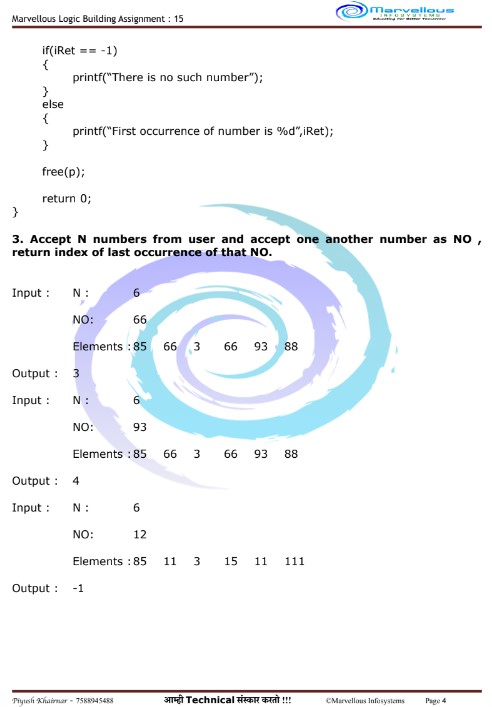 Marvellous Logic Building Assignment : 15
Marvellous
INFOSYSTEMS
Educating for Better Tomorrow
if(iRet == -1)
{
printf(“There is no such number”);
}
else
{
printf(“First occurrence of number is %d”,iRet);
}
free(p);
return 0;
}
3. Accept N numbers from user and accept one another number as NO ,
return index of last occurrence of that NO.
Input : N : 6
NO: 66
Elements : 85 66 3 66 93 88
Output : 3
Input : N : 6
NO: 93
Elements : 85 66 3 66 93 88
Output : 4
Input : N : 6
NO: 12
Elements : 85 11 3 15 11 111
Output : -1
Piyush Khairnar - 7588945488 आम्ही Technical संस्कार करतो !!! ©Marvellous Infosystems Page 4